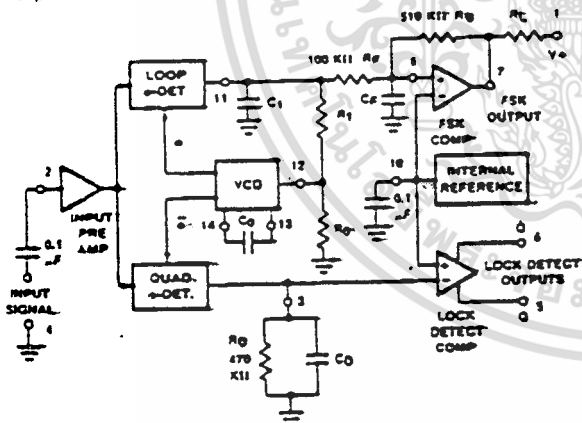 510 KΩ RB
RL
1
V+
100 KΩ RF
LOOP
ø-DET
11
C1
8
7
CF
FSK
COMP
FSK
OUTPUT
R1
2
VCO
12
10
INTERNAL
REFERENCE
INPUT
PRE
AMP
14
C0
13
R0
0.1
µF
0.1
µF
6
QUAD.
ø-DET.
LOCK DETECT
OUTPUTS
INPUT
SIGNAL
4
3
5
Q
LOCK
DETECT
COMP
RD
470
KΩ
CD